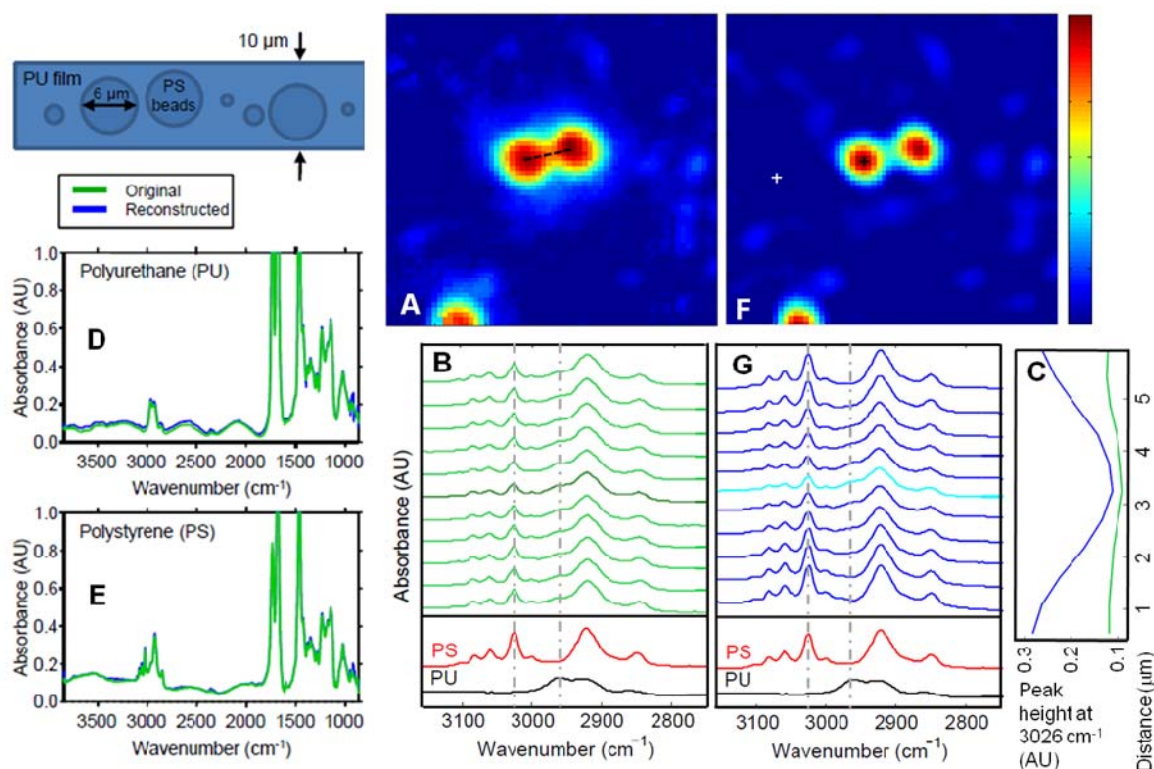 10 µm
PU film
6 µm
PS
beads
Original
Reconstructed
A
F
Polyurethane (PU)
D
Absorbance (AU)
1.0
0.8
0.6
0.4
0.2
0.0
3500 3000 2500 2000 1500 1000
Wavenumber (cm⁻¹)
Polystyrene (PS)
E
Absorbance (AU)
1.0
0.8
0.6
0.4
0.2
0.0
3500 3000 2500 2000 1500 1000
Wavenumber (cm⁻¹)
B
Absorbance (AU)
PS
PU
3100 3000 2900 2800
Wavenumber (cm⁻¹)
G
3100 3000 2900 2800
Wavenumber (cm⁻¹)
C
5
4
3
2
1
Distance (µm)
0.3 0.2 0.1
Peak
height at
3026 cm⁻¹
(AU)